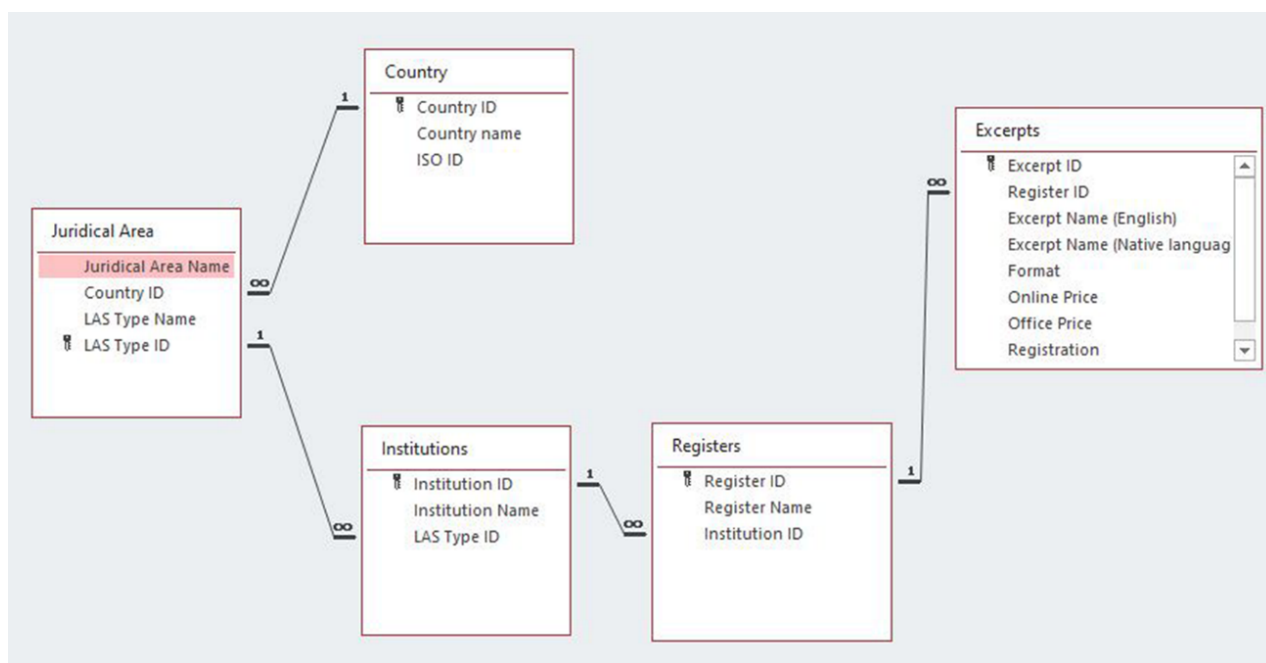 Country
Country ID
Country name
ISO ID
1
∞
Juridical Area
Juridical Area Name
Country ID
LAS Type Name
LAS Type ID
1
∞
Institutions
Institution ID
Institution Name
LAS Type ID
1
∞
Registers
Register ID
Register Name
Institution ID
1
∞
Excerpts
Excerpt ID
Register ID
Excerpt Name (English)
Excerpt Name (Native languag
Format
Online Price
Office Price
Registration